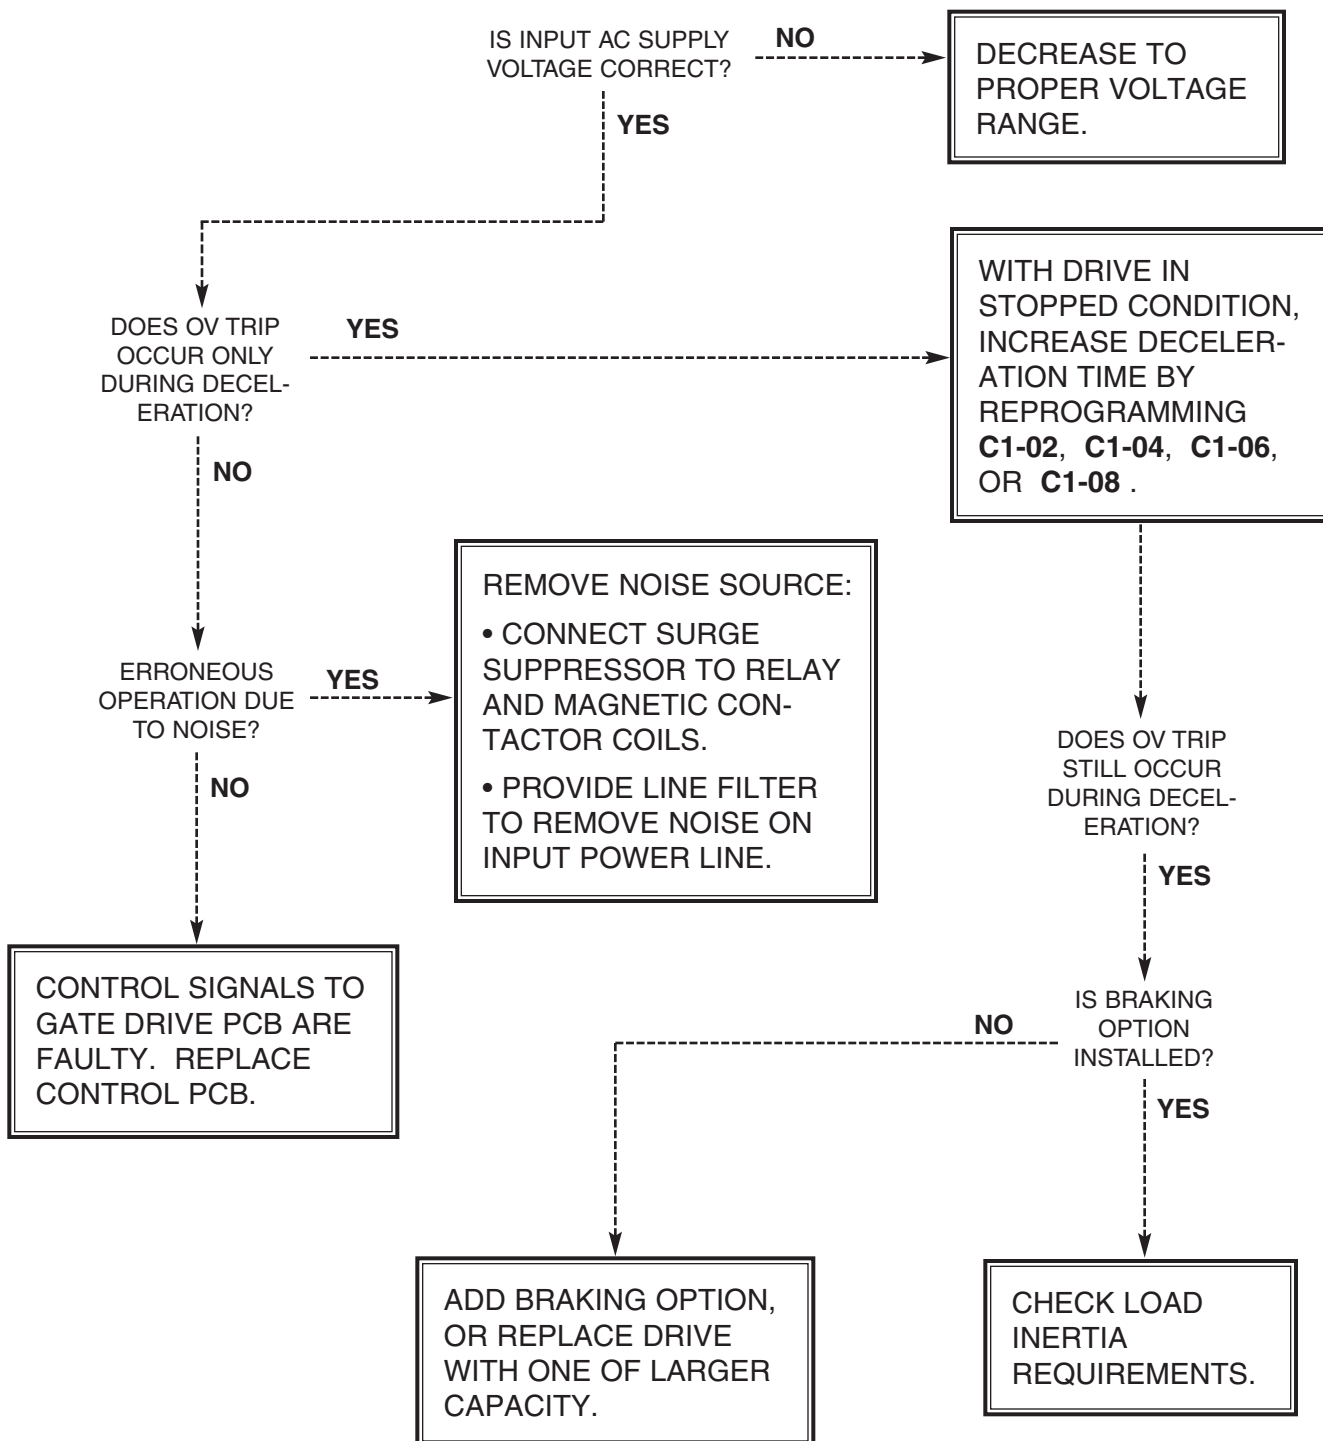 IS INPUT AC SUPPLY
VOLTAGE CORRECT?
NO
DECREASE TO
PROPER VOLTAGE
RANGE.
YES
DOES OV TRIP
OCCUR ONLY
DURING DECEL-
ERATION?
YES
WITH DRIVE IN
STOPPED CONDITION,
INCREASE DECELER-
ATION TIME BY
REPROGRAMMING
C1-02, C1-04, C1-06,
OR C1-08 .
NO
ERRONEOUS
OPERATION DUE
TO NOISE?
YES
REMOVE NOISE SOURCE:
• CONNECT SURGE
SUPPRESSOR TO RELAY
AND MAGNETIC CON-
TACTOR COILS.
• PROVIDE LINE FILTER
TO REMOVE NOISE ON
INPUT POWER LINE.
NO
CONTROL SIGNALS TO
GATE DRIVE PCB ARE
FAULTY. REPLACE
CONTROL PCB.
DOES OV TRIP
STILL OCCUR
DURING DECEL-
ERATION?
YES
IS BRAKING
OPTION
INSTALLED?
NO
YES
ADD BRAKING OPTION,
OR REPLACE DRIVE
WITH ONE OF LARGER
CAPACITY.
CHECK LOAD
INERTIA
REQUIREMENTS.